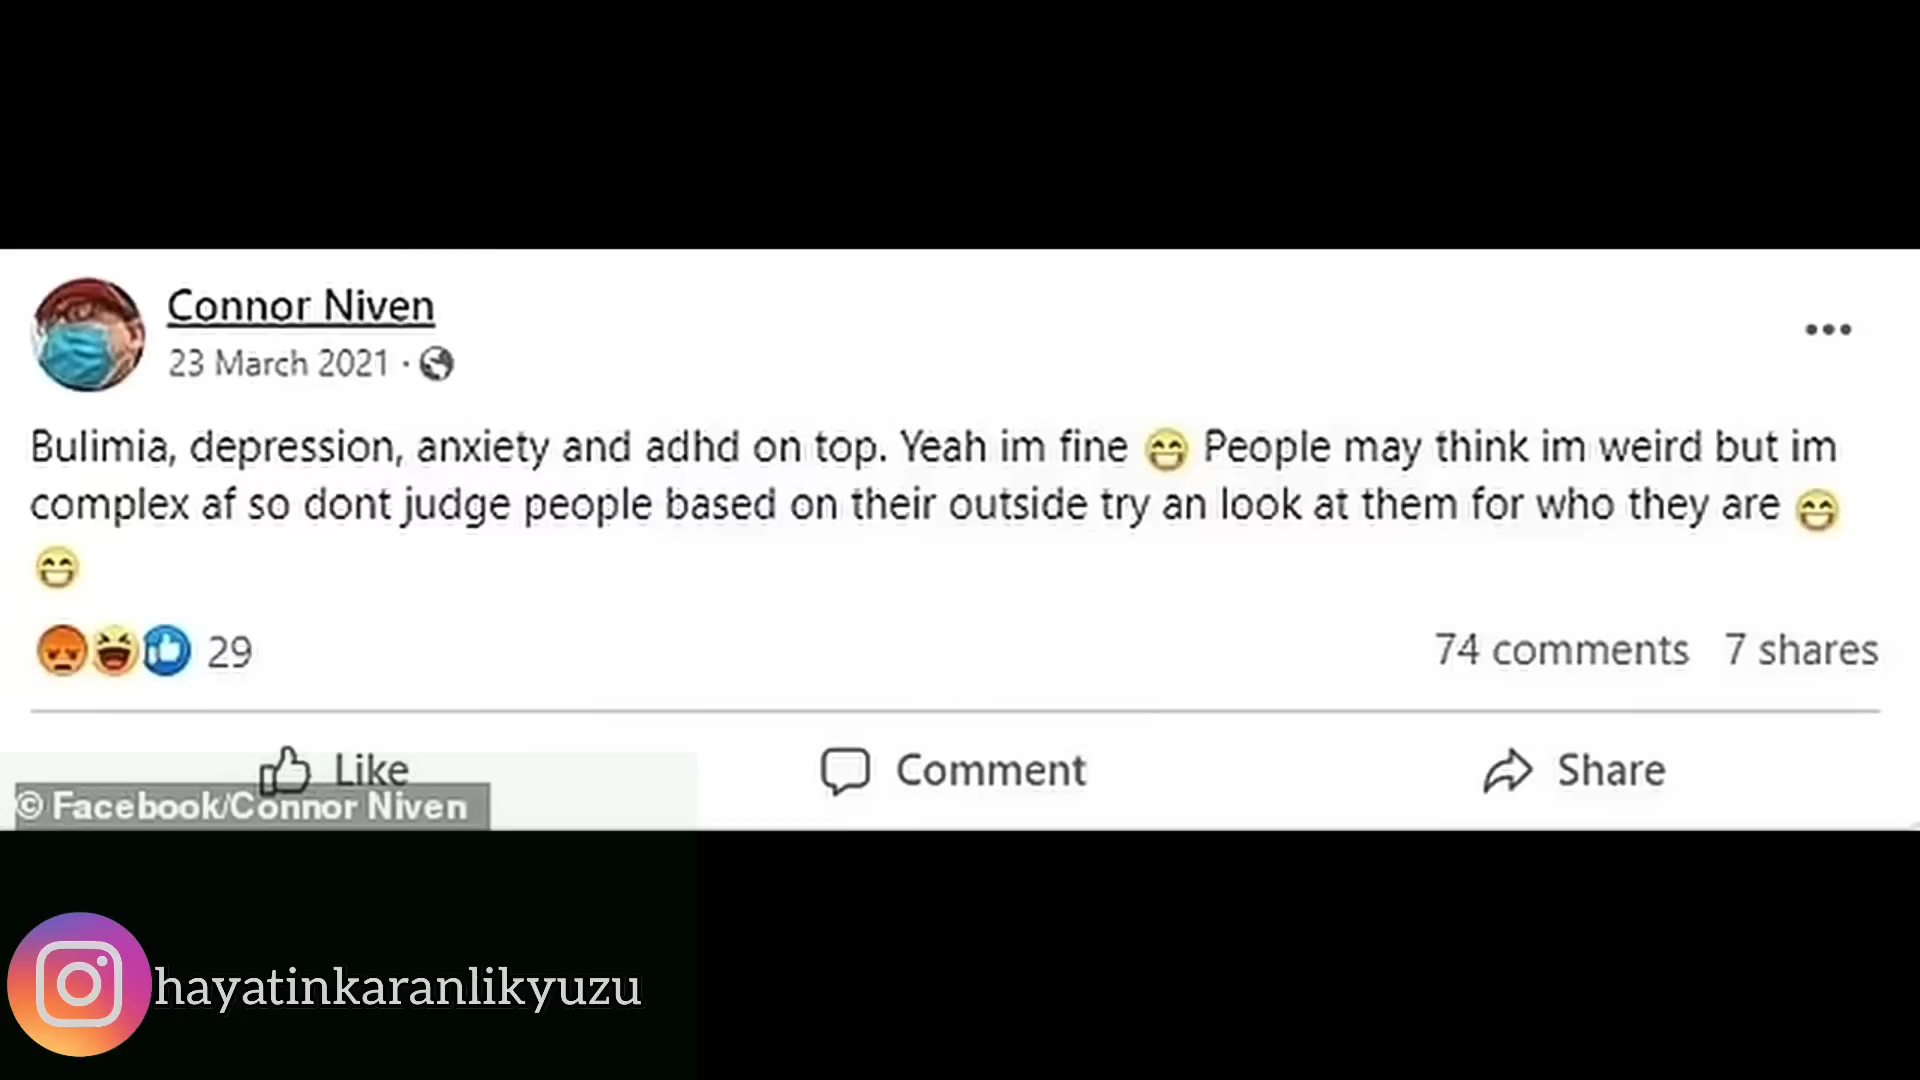 Connor Niven
23 March 2021 ·
Bulimia, depression, anxiety and adhd on top. Yeah im fine 😁 People may think im weird but im
complex af so dont judge people based on their outside try an look at them for who they are 😁
😁
29
74 comments 7 shares
Like Comment Share
© Facebook/Connor Niven
hayatinkaranlikyuzu